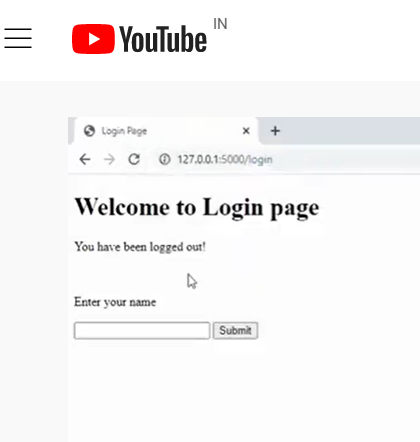 YouTube IN
Login Page
127.0.0.1:5000/login
Welcome to Login page
You have been logged out!
Enter your name
Submit